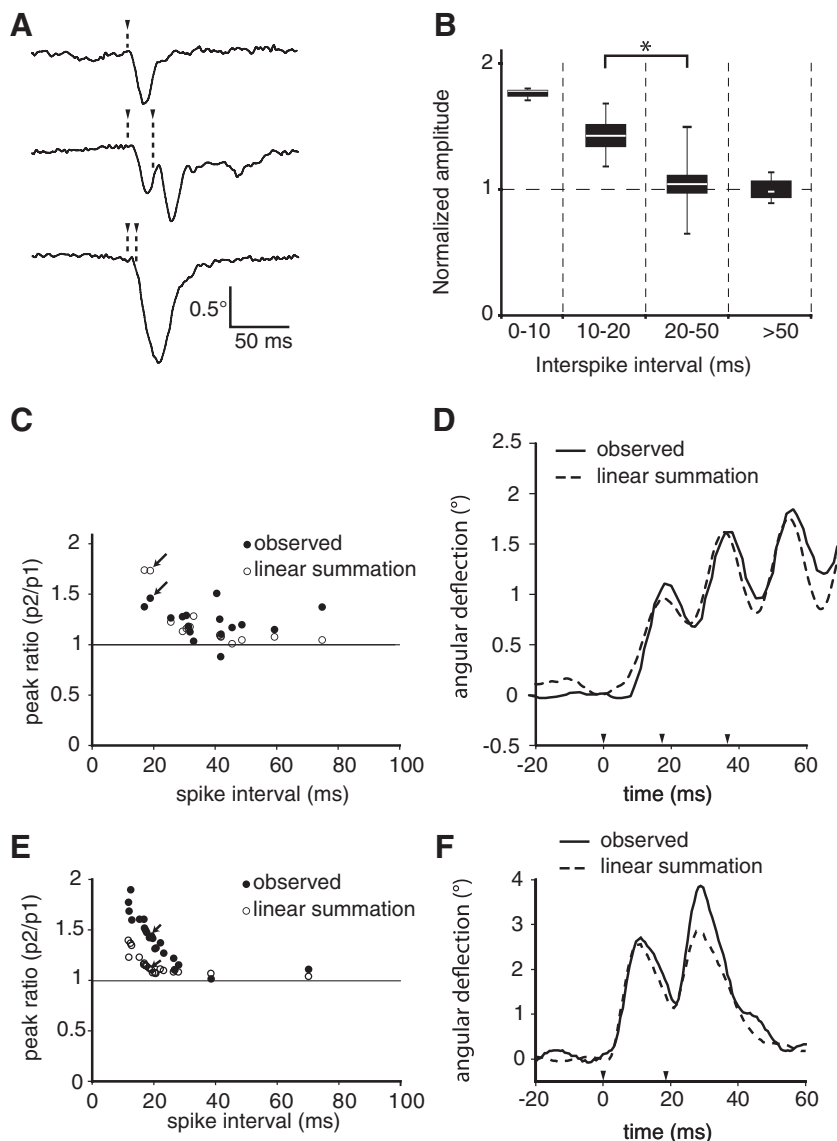 A
0.5°
50 ms
B
Normalized amplitude
2
1
0
*
0-10 10-20 20-50 >50
Interspike interval (ms)
C
peak ratio (p2/p1)
2
1.5
1
0.5
0
observed
linear summation
0 20 40 60 80 100
spike interval (ms)
D
angular deflection (°)
2.5
2
1.5
1
0.5
0
-0.5
observed
linear summation
-20 0 20 40 60
time (ms)
E
peak ratio (p2/p1)
2
1.5
1
0.5
0
observed
linear summation
0 20 40 60 80 100
spike interval (ms)
F
angular deflection (°)
4
3
2
1
0
observed
linear summation
-20 0 20 40 60
time (ms)